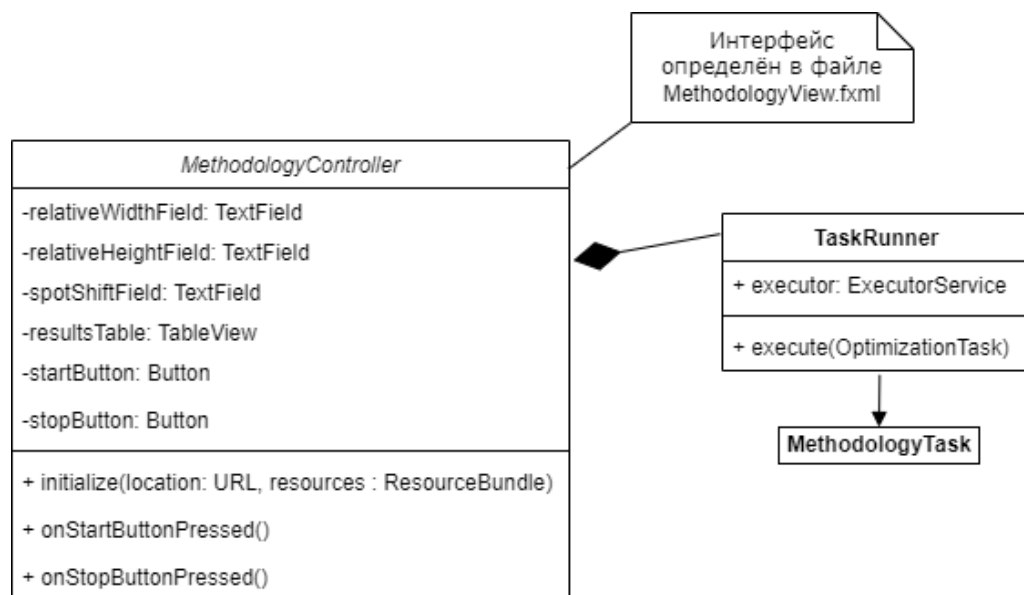 Интерфейс
определён в файле
MethodologyView.fxml
MethodologyController
-relativeWidthField: TextField
-relativeHeightField: TextField
-spotShiftField: TextField
-resultsTable: TableView
-startButton: Button
-stopButton: Button
+ initialize(location: URL, resources : ResourceBundle)
+ onStartButtonPressed()
+ onStopButtonPressed()
TaskRunner
+ executor: ExecutorService
+ execute(OptimizationTask)
MethodologyTask